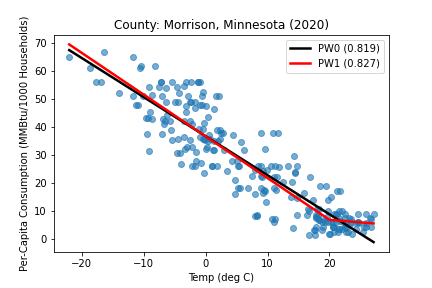 County: Morrison, Minnesota (2020)
PW0 (0.819)
PW1 (0.827)
Per-Capita Consumption (MMBtu/1000 Households)
70
60
50
40
30
20
10
0
−20 −10 0 10 20
Temp (deg C)